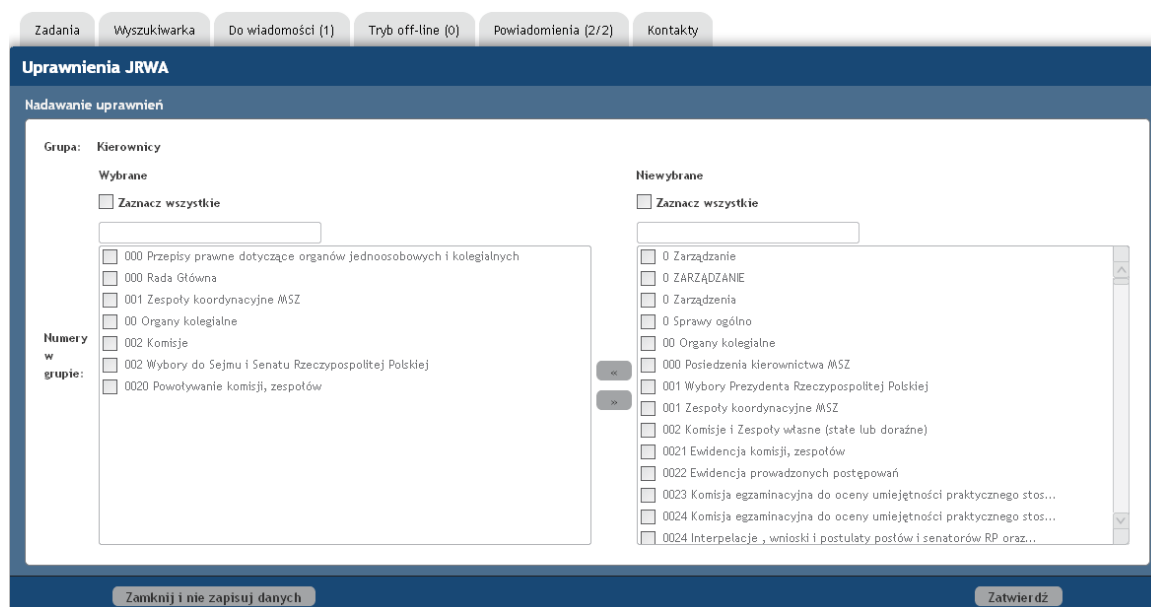 Zadania Wyszukiwarka Do wiadomości (1) Tryb off-line (0) Powiadomienia (2/2) Kontakty
Uprawnienia JRWA
Nadawanie uprawnień
Grupa: Kierownicy
Wybrane
Zaznacz wszystkie
000 Przepisy prawne dotyczące organów jednoosobowych i kolegialnych
000 Rada Główna
001 Zespoły koordynacyjne MSZ
00 Organy kolegialne
002 Komisje
002 Wybory do Sejmu i Senatu Rzeczypospolitej Polskiej
0020 Powoływanie komisji, zespołów
Numery
w
grupie:
«
»
Niewybrane
Zaznacz wszystkie
0 Zarządzanie
0 ZARZĄDZANIE
0 Zarządzenia
0 Sprawy ogólno
00 Organy kolegialne
000 Posiedzenia kierownictwa MSZ
001 Wybory Prezydenta Rzeczypospolitej Polskiej
001 Zespoły koordynacyjne MSZ
002 Komisje i Zespoły własne (stałe lub doraźne)
0021 Ewidencja komisji, zespołów
0022 Ewidencja prowadzonych postępowań
0023 Komisja egzaminacyjna do oceny umiejętności praktycznego stos...
0024 Komisja egzaminacyjna do oceny umiejętności praktycznego stos...
0024 Interpelacje , wnioski i postulaty posłów i senatorów RP oraz...
Zamknij i nie zapisuj danych
Zatwierdź